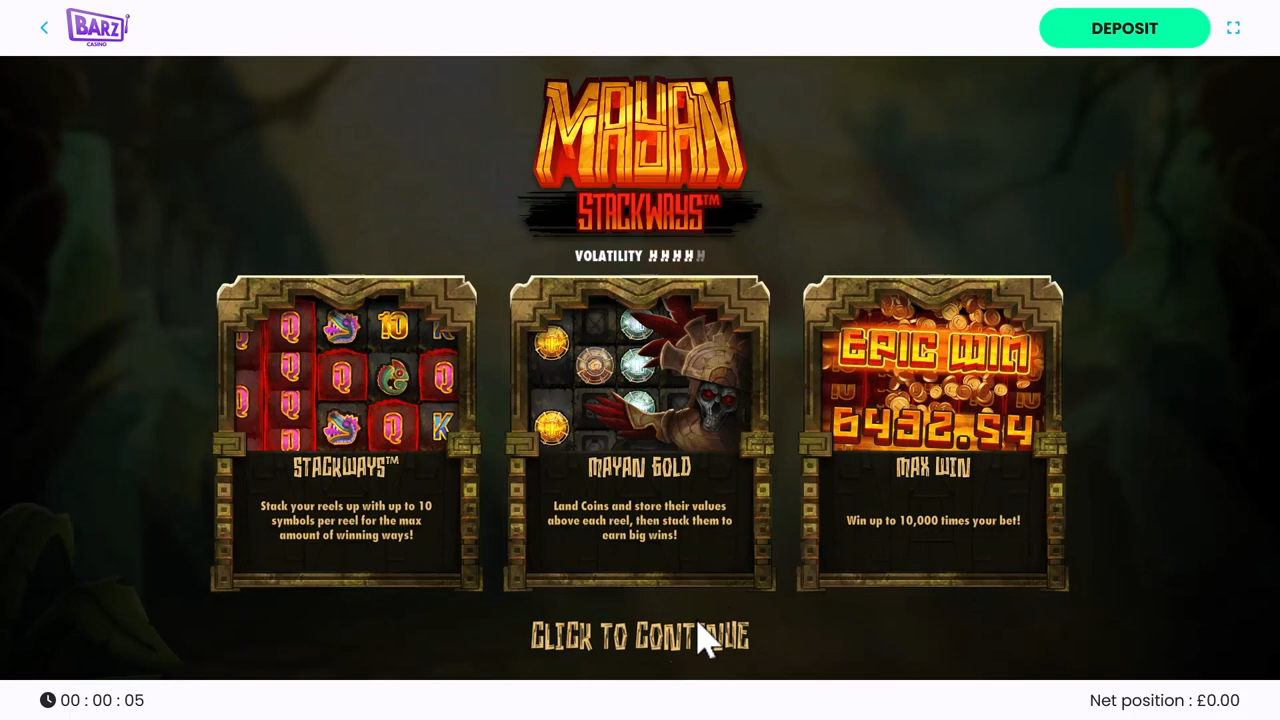 BARZ
CASINO
DEPOSIT
MAYAN
STACKWAYS™
VOLATILITY
Q
Q
Q
Q
Q
10
K
Q
Q
Q
K
EPIC WIN
10
10
6432.54
STACKWAYS™
Stack your reels up with up to 10
symbols per reel for the max
amount of winning ways!
MAYAN GOLD
Land Coins and store their values
above each reel, then stack them to
earn big wins!
MAX WIN
Win up to 10,000 times your bet!
CLICK TO CONTINUE
00 : 00 : 05
Net position : £0.00